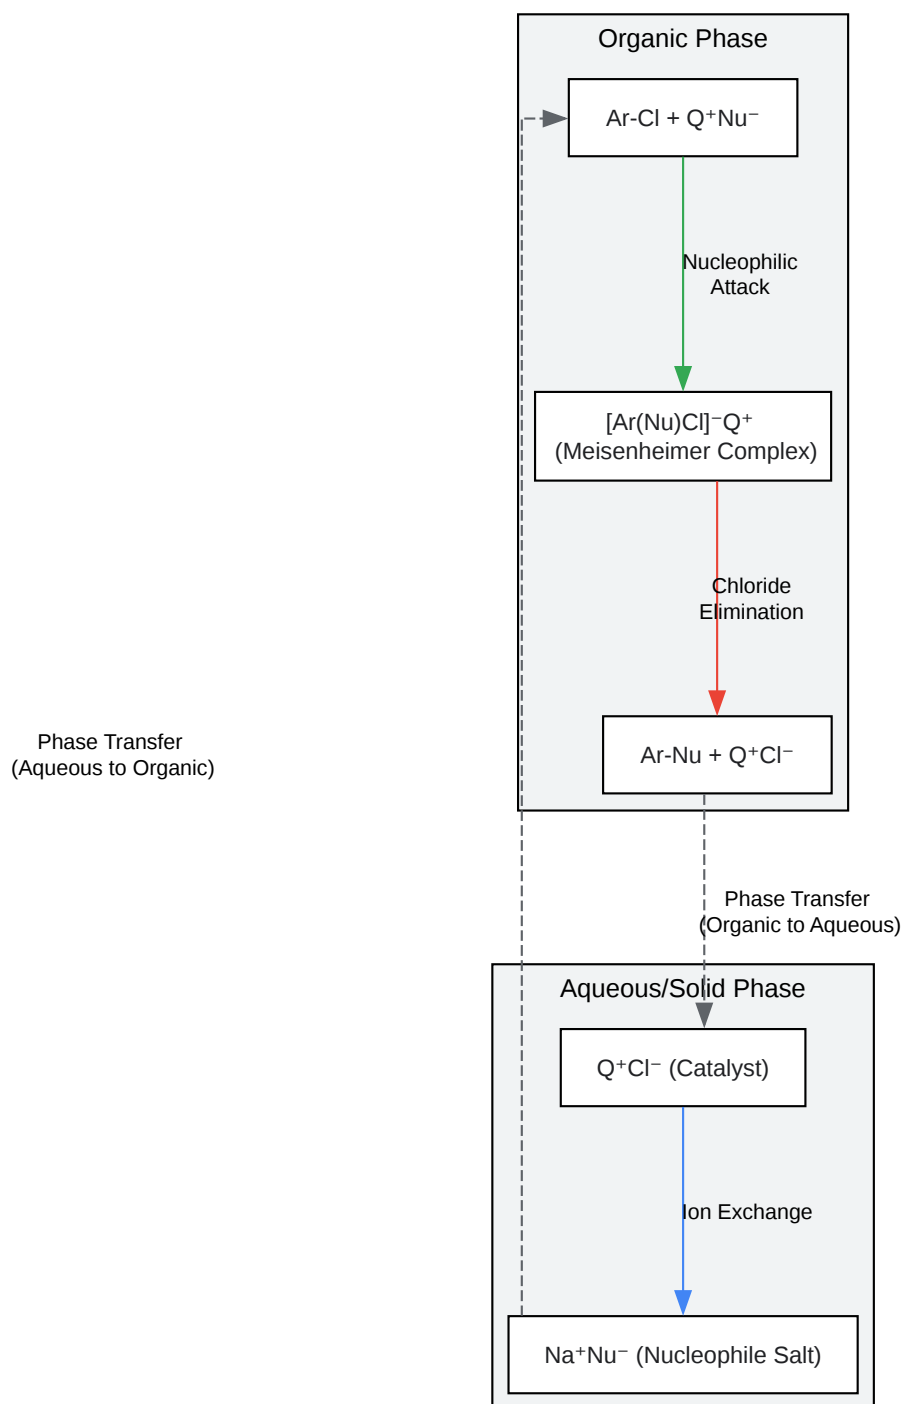 Organic Phase
Ar-Cl + Q⁺Nu⁻
Nucleophilic
Attack
[Ar(Nu)Cl]⁻Q⁺
(Meisenheimer Complex)
Chloride
Elimination
Phase Transfer
(Aqueous to Organic)
Ar-Nu + Q⁺Cl⁻
Phase Transfer
(Organic to Aqueous)
Aqueous/Solid Phase
Q⁺Cl⁻ (Catalyst)
Ion Exchange
Na⁺Nu⁻ (Nucleophile Salt)